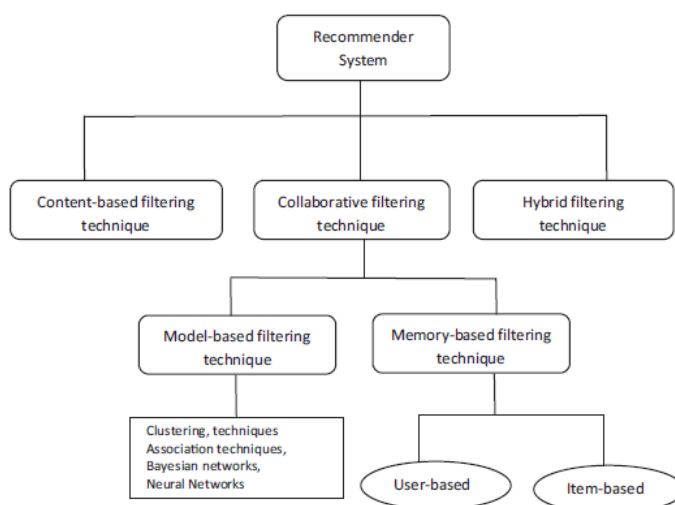 Recommender
System
Content-based filtering
technique
Collaborative filtering
technique
Hybrid filtering
technique
Model-based filtering
technique
Memory-based filtering
technique
Clustering, techniques
Association techniques,
Bayesian networks,
Neural Networks
User-based
Item-based